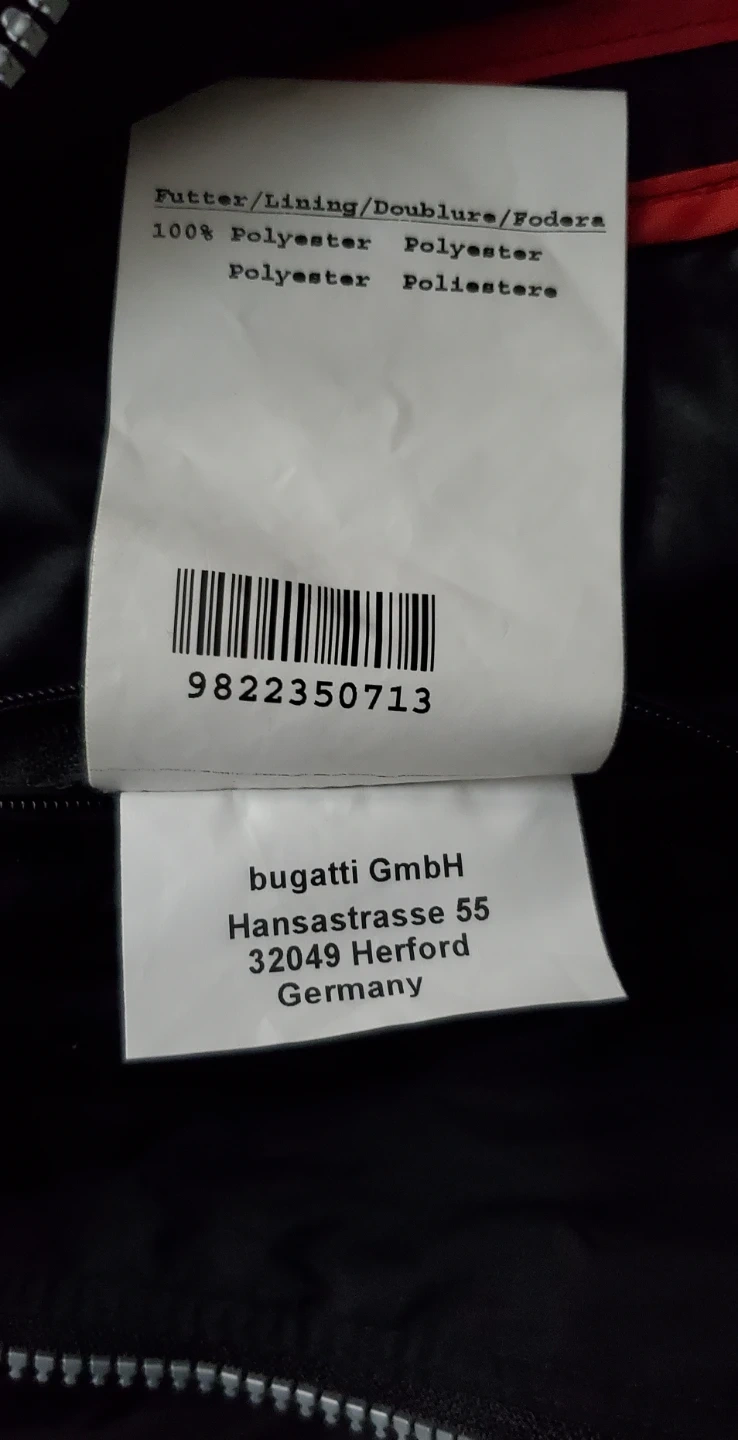 Futter/Lining/Doublure/Fodera
100% Polyester Polyester
Polyester Poliestere
9822350713
bugatti GmbH
Hansastrasse 55
32049 Herford
Germany